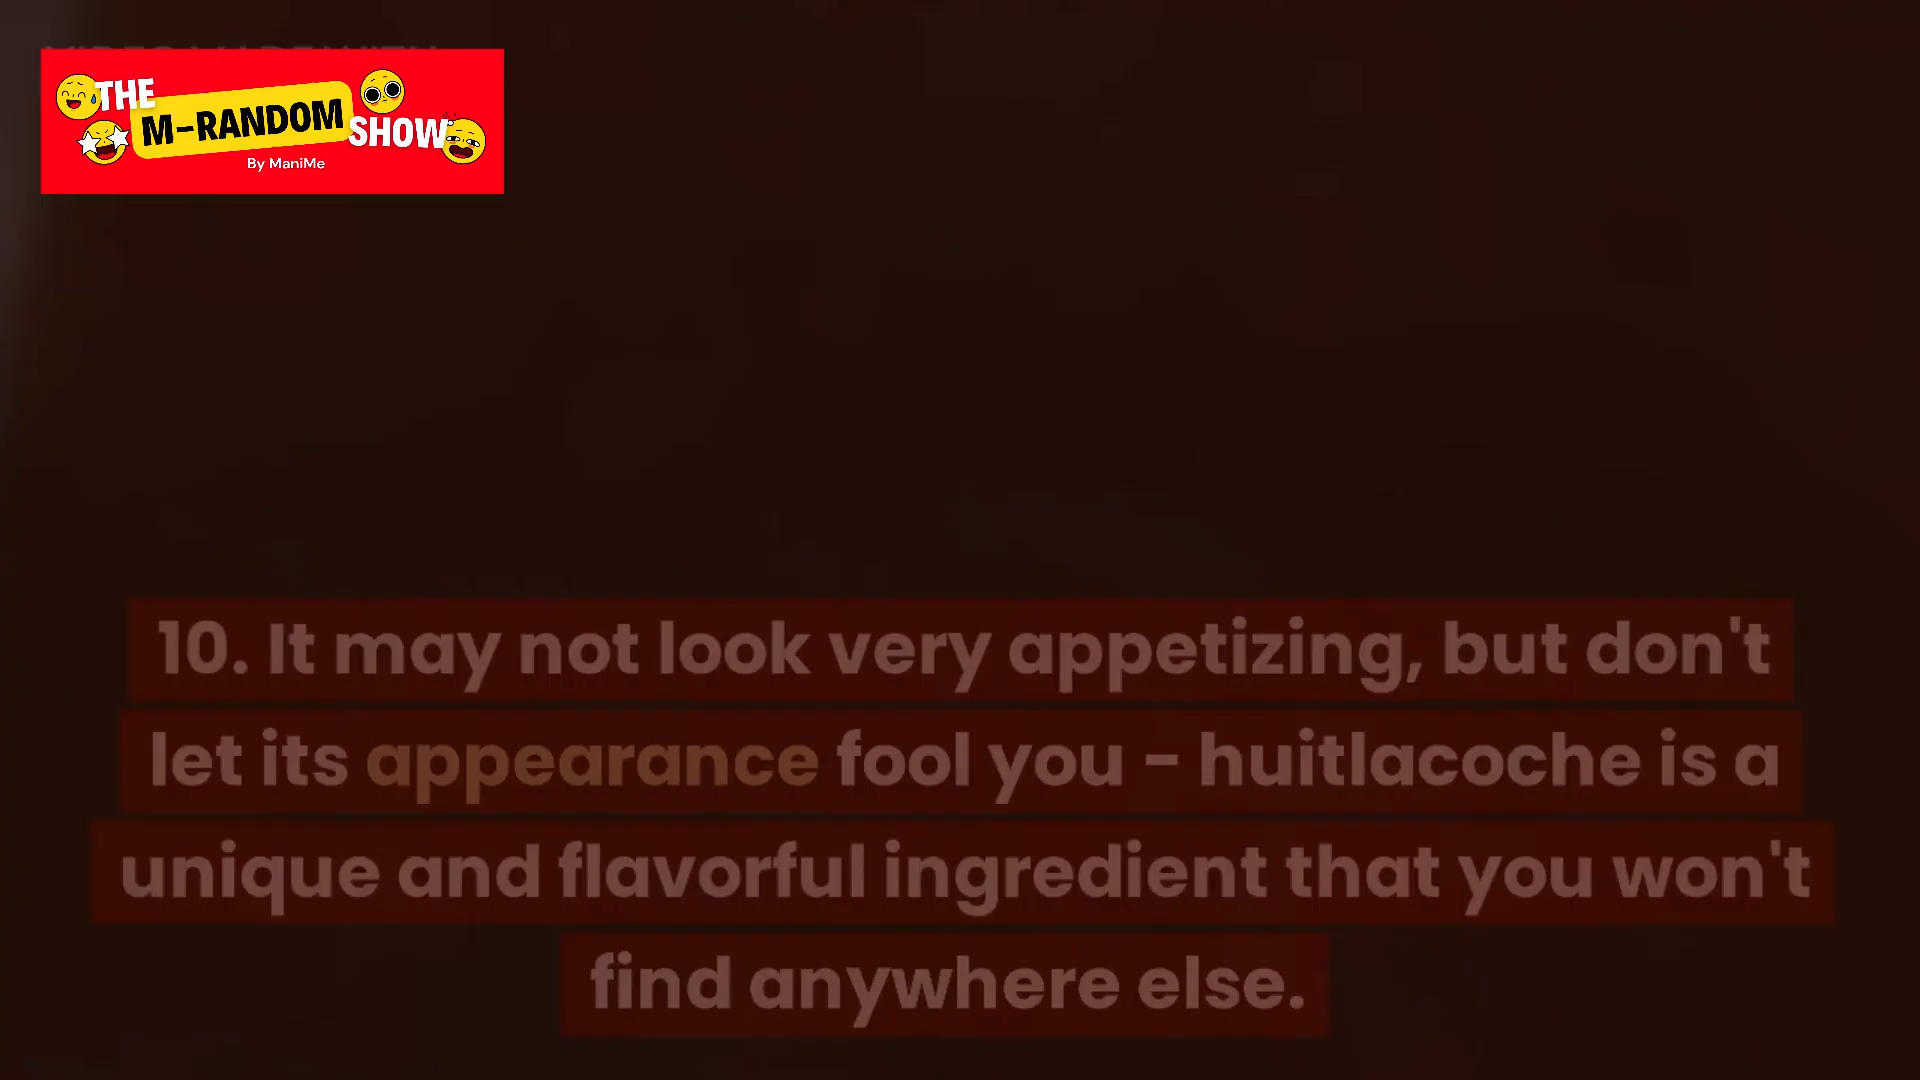 THE
M-RANDOM
SHOW
By ManiMe
10. It may not look very appetizing, but don't
let its appearance fool you - huitlacoche is a
unique and flavorful ingredient that you won't
find anywhere else.